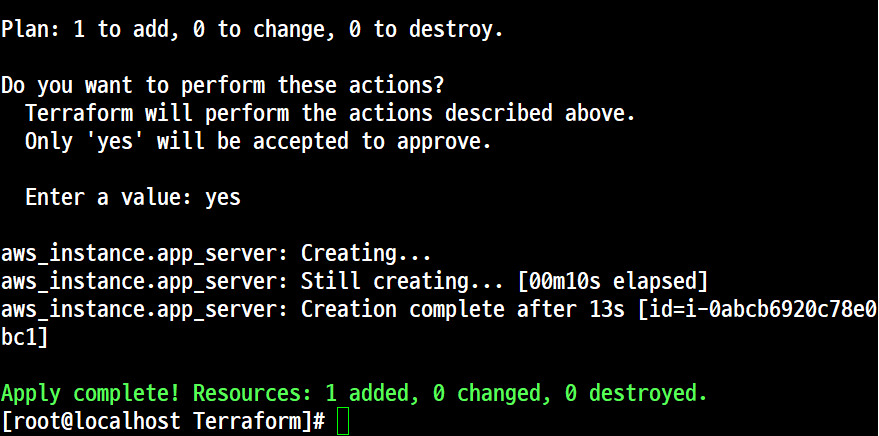 Plan: 1 to add, 0 to change, 0 to destroy.
Do you want to perform these actions?
Terraform will perform the actions described above.
Only 'yes' will be accepted to approve.
Enter a value: yes
aws_instance.app_server: Creating...
aws_instance.app_server: Still creating... [00m10s elapsed]
aws_instance.app_server: Creation complete after 13s [id=i-0abcb6920c78e0
bc1]
Apply complete! Resources: 1 added, 0 changed, 0 destroyed.
[root@localhost Terraform]#